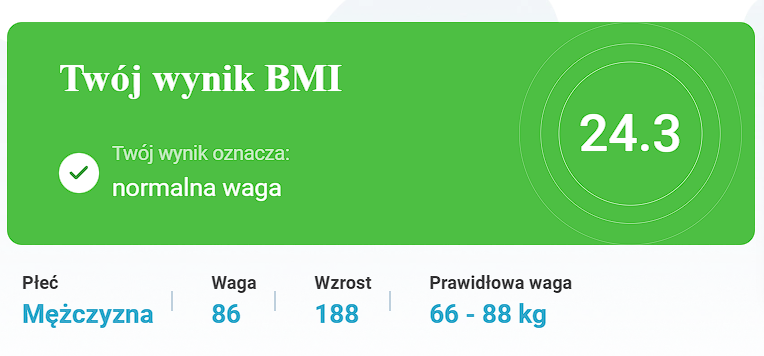 Twój wynik BMI
24.3
Twój wynik oznacza:
normalna waga
Płeć
Mężczyzna
Waga
86
Wzrost
188
Prawidłowa waga
66 - 88 kg